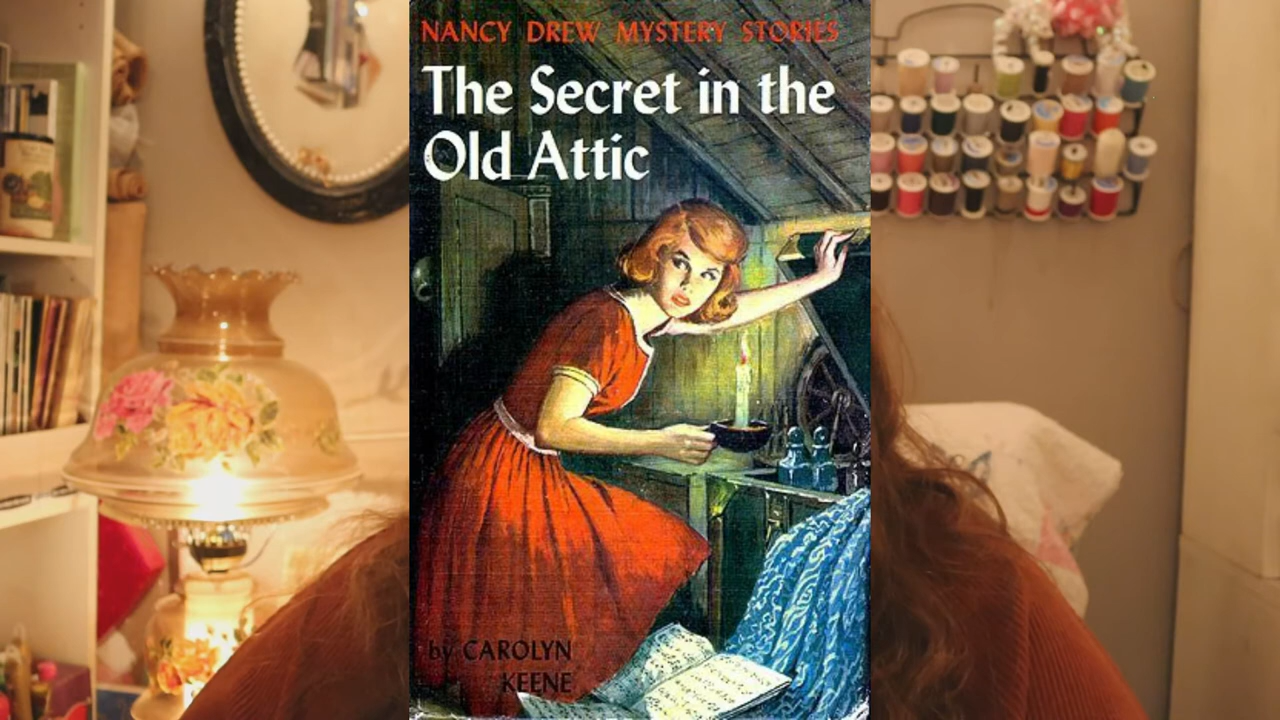 NANCY DREW MYSTERY STORIES
The Secret in the
Old Attic
by CAROLYN
KEENE